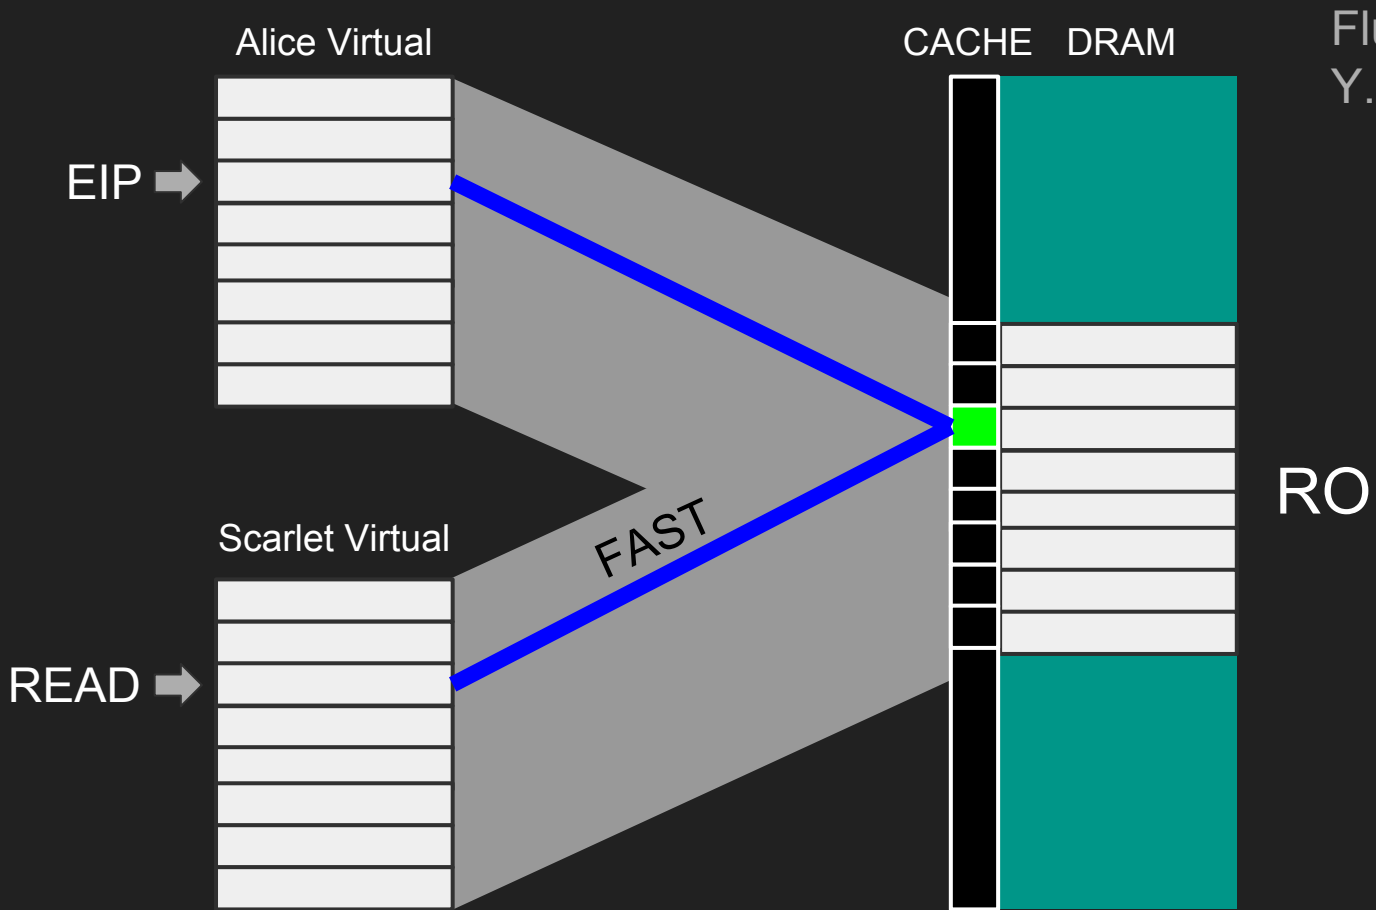 Alice Virtual
CACHE DRAM
Y.
EIP
RO
Scarlet Virtual
FAST
READ